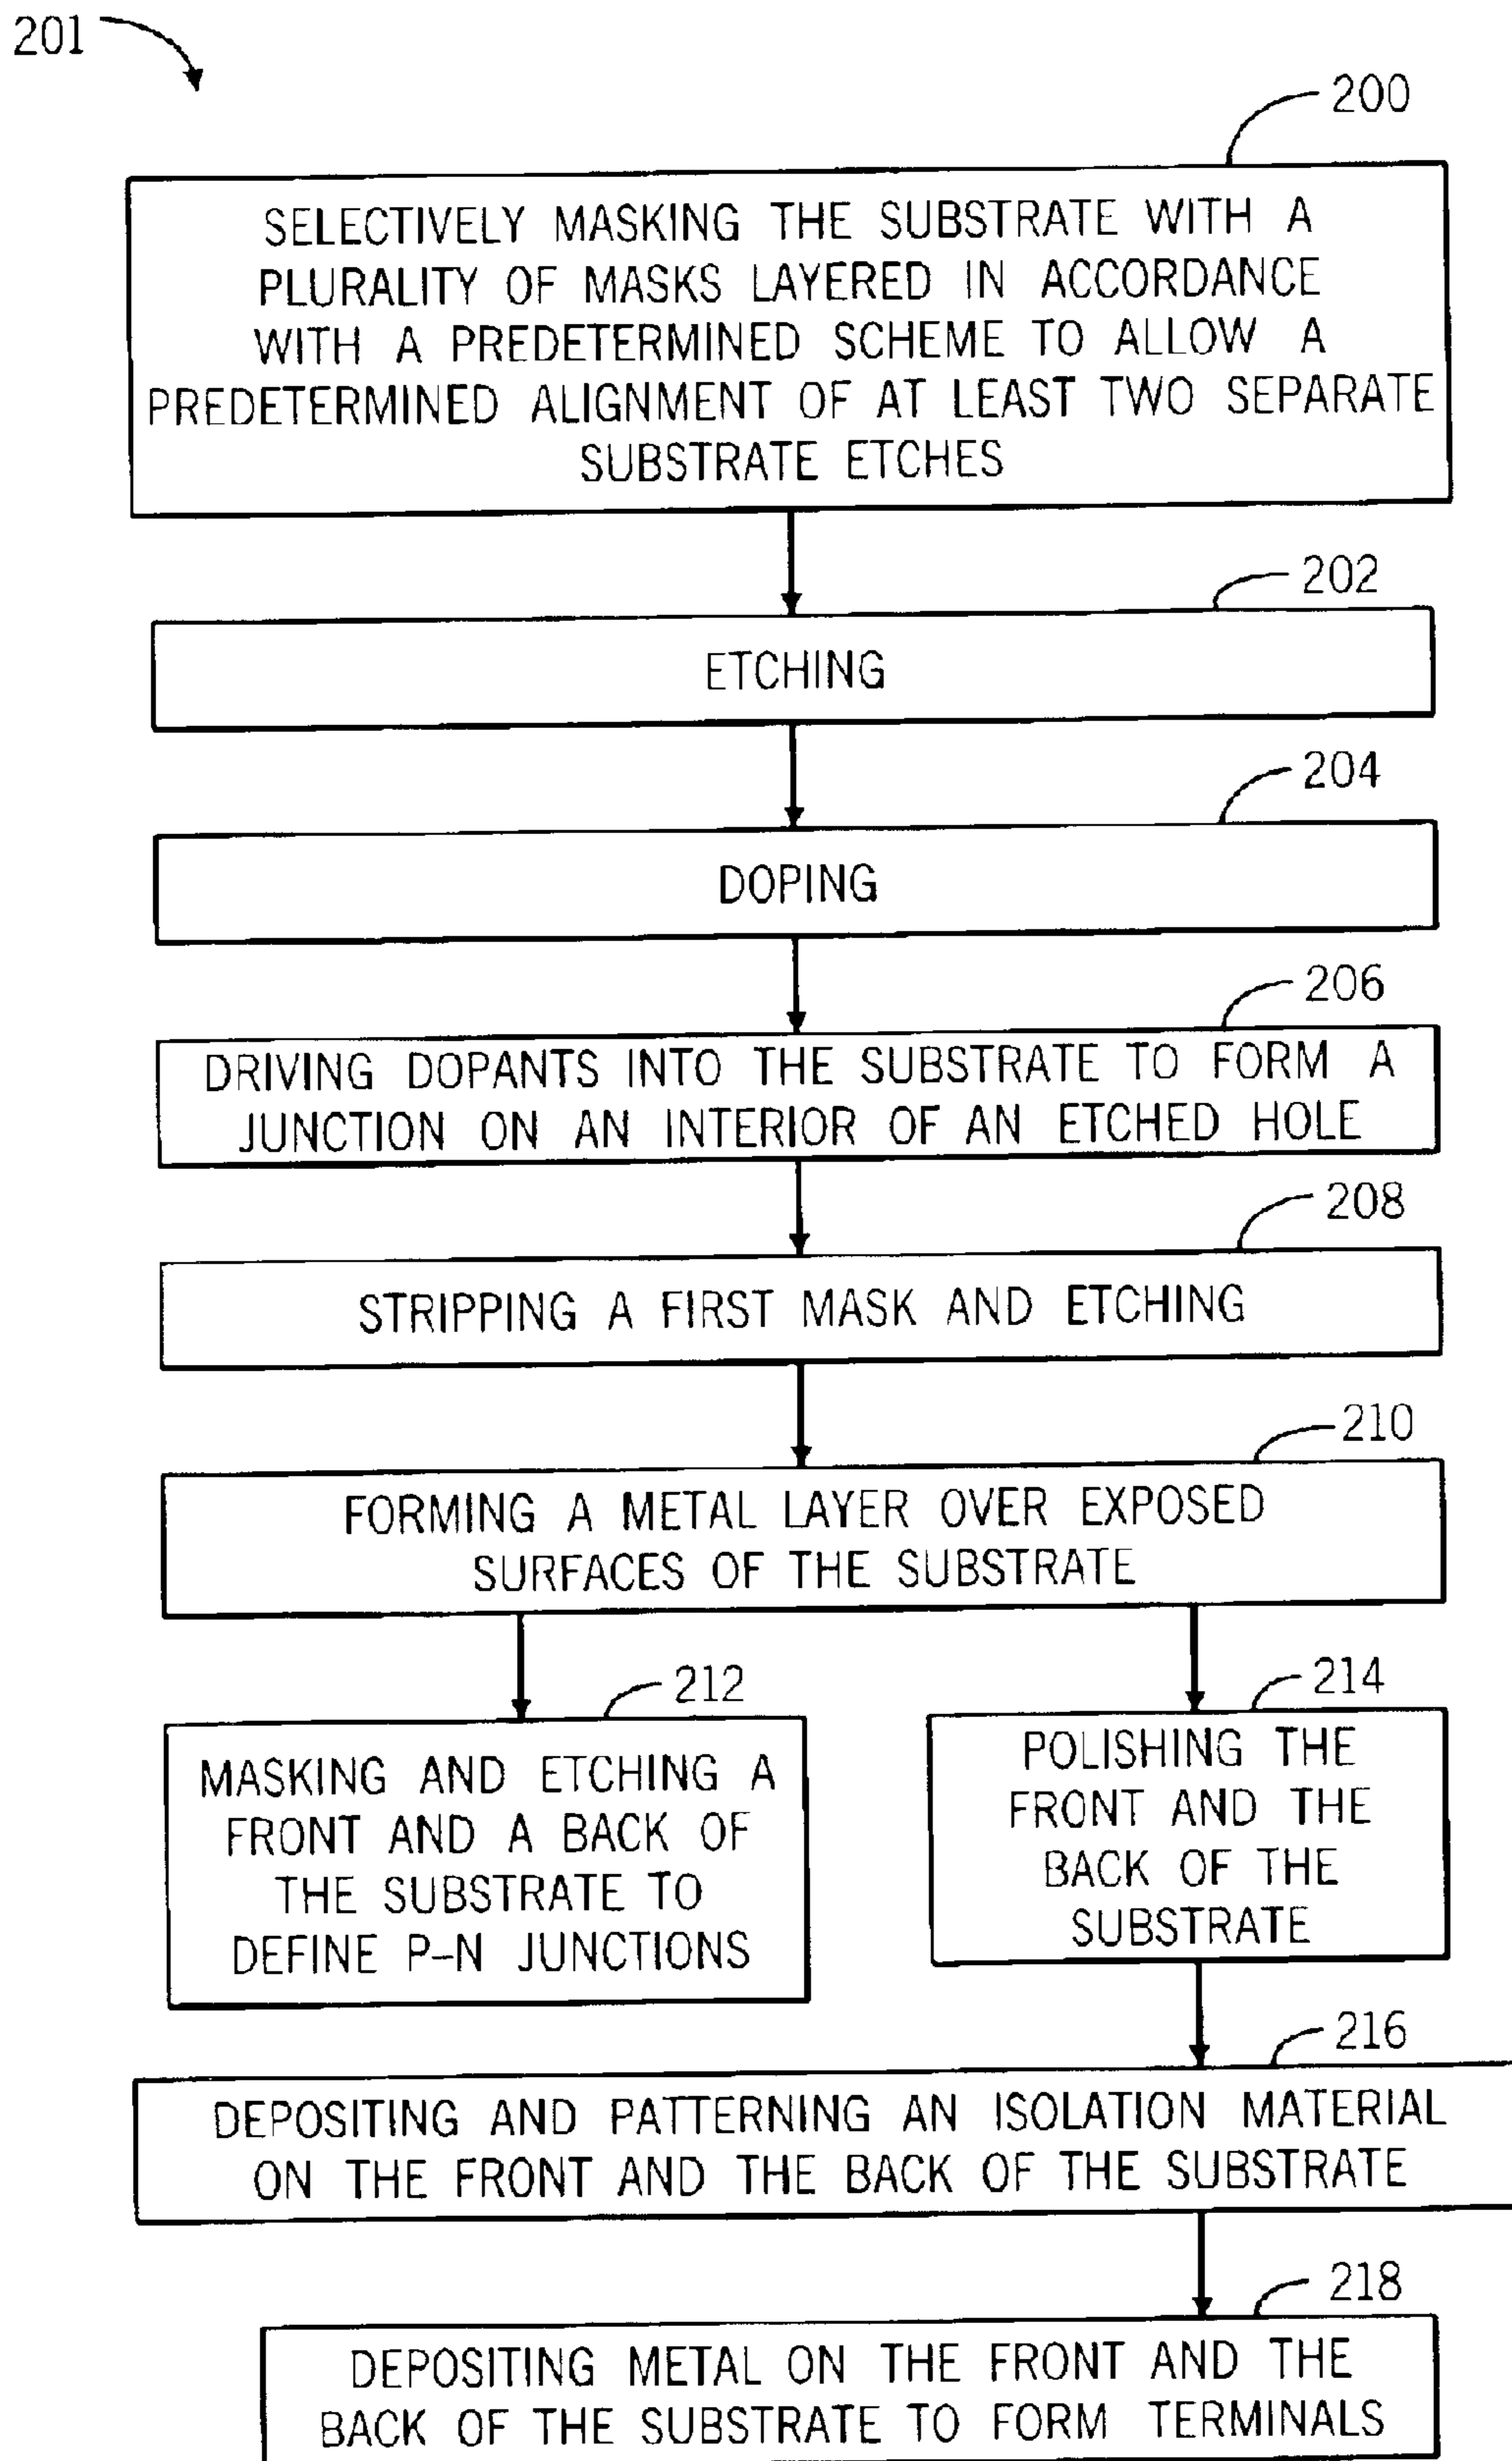 201
200
SELECTIVELY MASKING THE SUBSTRATE WITH A
PLURALITY OF MASKS LAYERED IN ACCORDANCE
WITH A PREDETERMINED SCHEME TO ALLOW A
PREDETERMINED ALIGNMENT OF AT LEAST TWO SEPARATE
SUBSTRATE ETCHES
202
ETCHING
204
DOPING
206
DRIVING DOPANTS INTO THE SUBSTRATE TO FORM A
JUNCTION ON AN INTERIOR OF AN ETCHED HOLE
208
STRIPPING A FIRST MASK AND ETCHING
210
FORMING A METAL LAYER OVER EXPOSED
SURFACES OF THE SUBSTRATE
212
MASKING AND ETCHING A
FRONT AND A BACK OF
THE SUBSTRATE TO
DEFINE P-N JUNCTIONS
214
POLISHING THE
FRONT AND THE
BACK OF THE
SUBSTRATE
216
DEPOSITING AND PATTERNING AN ISOLATION MATERIAL
ON THE FRONT AND THE BACK OF THE SUBSTRATE
218
DEPOSITING METAL ON THE FRONT AND THE
BACK OF THE SUBSTRATE TO FORM TERMINALS